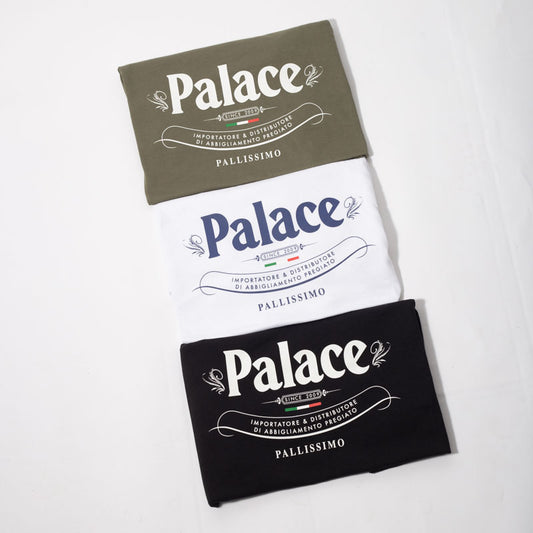 Palace
SINCE 2009
IMPORTATORE & DISTRIBUTORE
DI ABBIGLIAMENTO PREGIATO
PALLISSIMO
Palace
SINCE 2009
IMPORTATORE & DISTRIBUTORE
DI ABBIGLIAMENTO PREGIATO
PALLISSIMO
Palace
SINCE 2009
IMPORTATORE & DISTRIBUTORE
DI ABBIGLIAMENTO PREGIATO
PALLISSIMO